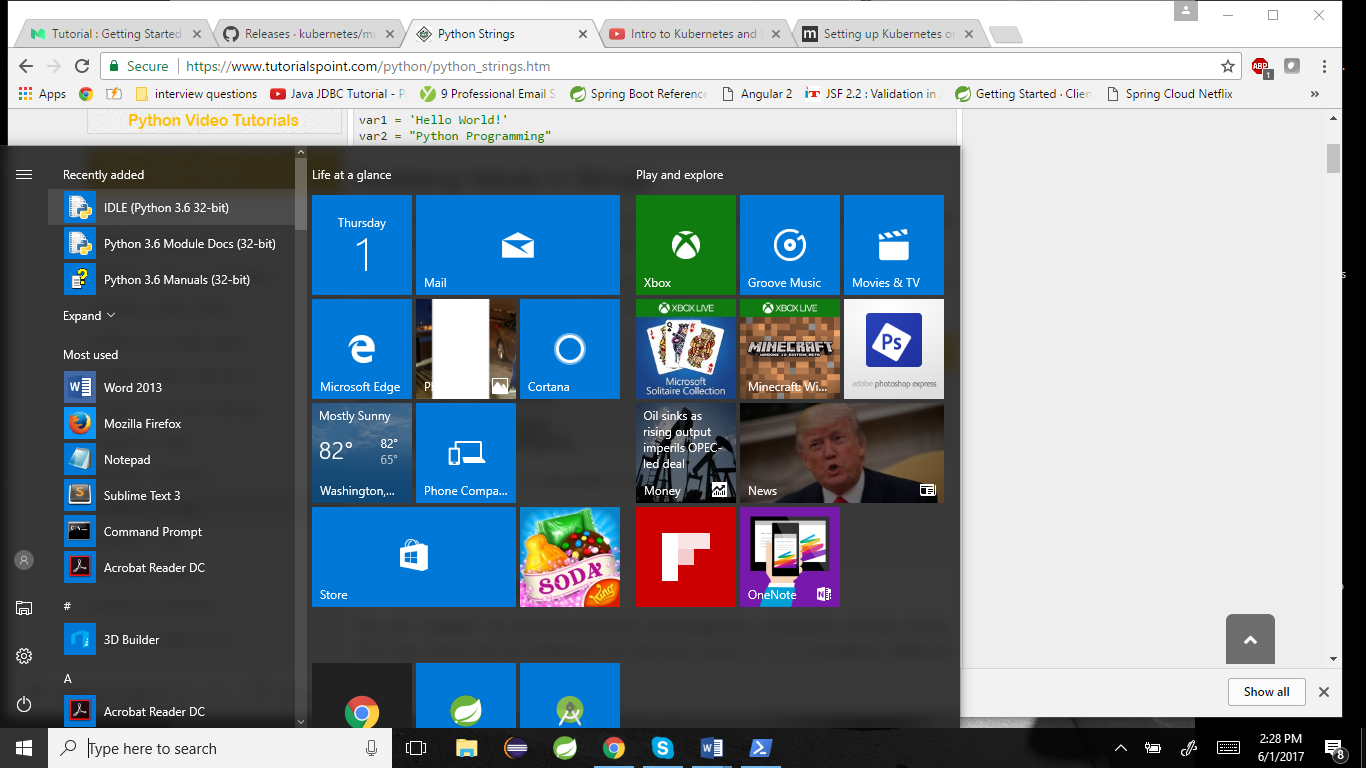 Tutorial : Getting Started
Releases · kubernetes/m
Python Strings
Intro to Kubernetes and
Setting up Kubernetes o
Secure
https://www.tutorialspoint.com/python/python_strings.htm
ABP
1
Apps
interview questions
Java JDBC Tutorial - P
9 Professional Email S
Spring Boot Reference
Angular 2
JSF 2.2 : Validation in
Getting Started · Clien
Spring Cloud Netflix
»
Python Video Tutorials
var1 = 'Hello World!'
var2 = "Python Programming"
Recently added
IDLE (Python 3.6 32-bit)
Python 3.6 Module Docs (32-bit)
Python 3.6 Manuals (32-bit)
Expand
Most used
Word 2013
Mozilla Firefox
Notepad
Sublime Text 3
Command Prompt
Acrobat Reader DC
#
3D Builder
A
Acrobat Reader DC
Life at a glance
Thursday
1
Mail
Microsoft Edge
Cortana
Mostly Sunny
82°
82°
65°
Washington,...
Phone Compa...
Store
SODA
King
Play and explore
Xbox
Groove Music
Movies & TV
XBOX LIVE
Microsoft
Solitaire Collection
XBOX LIVE
MINECRAFT
WINDOWS 10 EDITION BETA
Minecraft: Wi...
Ps
adobe photoshop express
Oil sinks as
rising output
imperils OPEC-
led deal
Money
News
OneNote
Show all
Type here to search
2:28 PM
6/1/2017
8